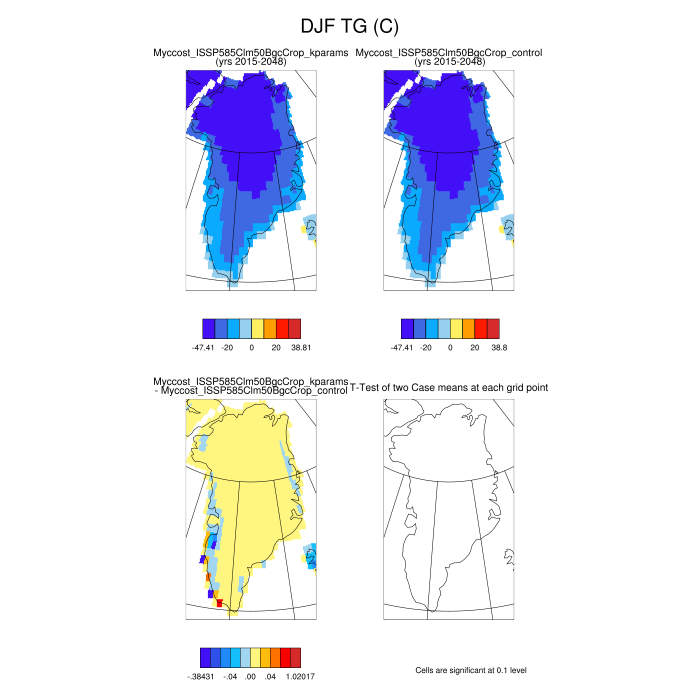 DJF TG (C)
Myccost_ISSP585Clm50BgcCrop_kparams
(yrs 2015-2048)
Myccost_ISSP585Clm50BgcCrop_control
(yrs 2015-2048)
-47.41 -20 0 20 38.81
-47.41 -20 0 20 38.8
Myccost_ISSP585Clm50BgcCrop_kparams
- Myccost_ISSP585Clm50BgcCrop_control
T-Test of two Case means at each grid point
-.38431 -.04 .00 .04 1.02017
Cells are significant at 0.1 level